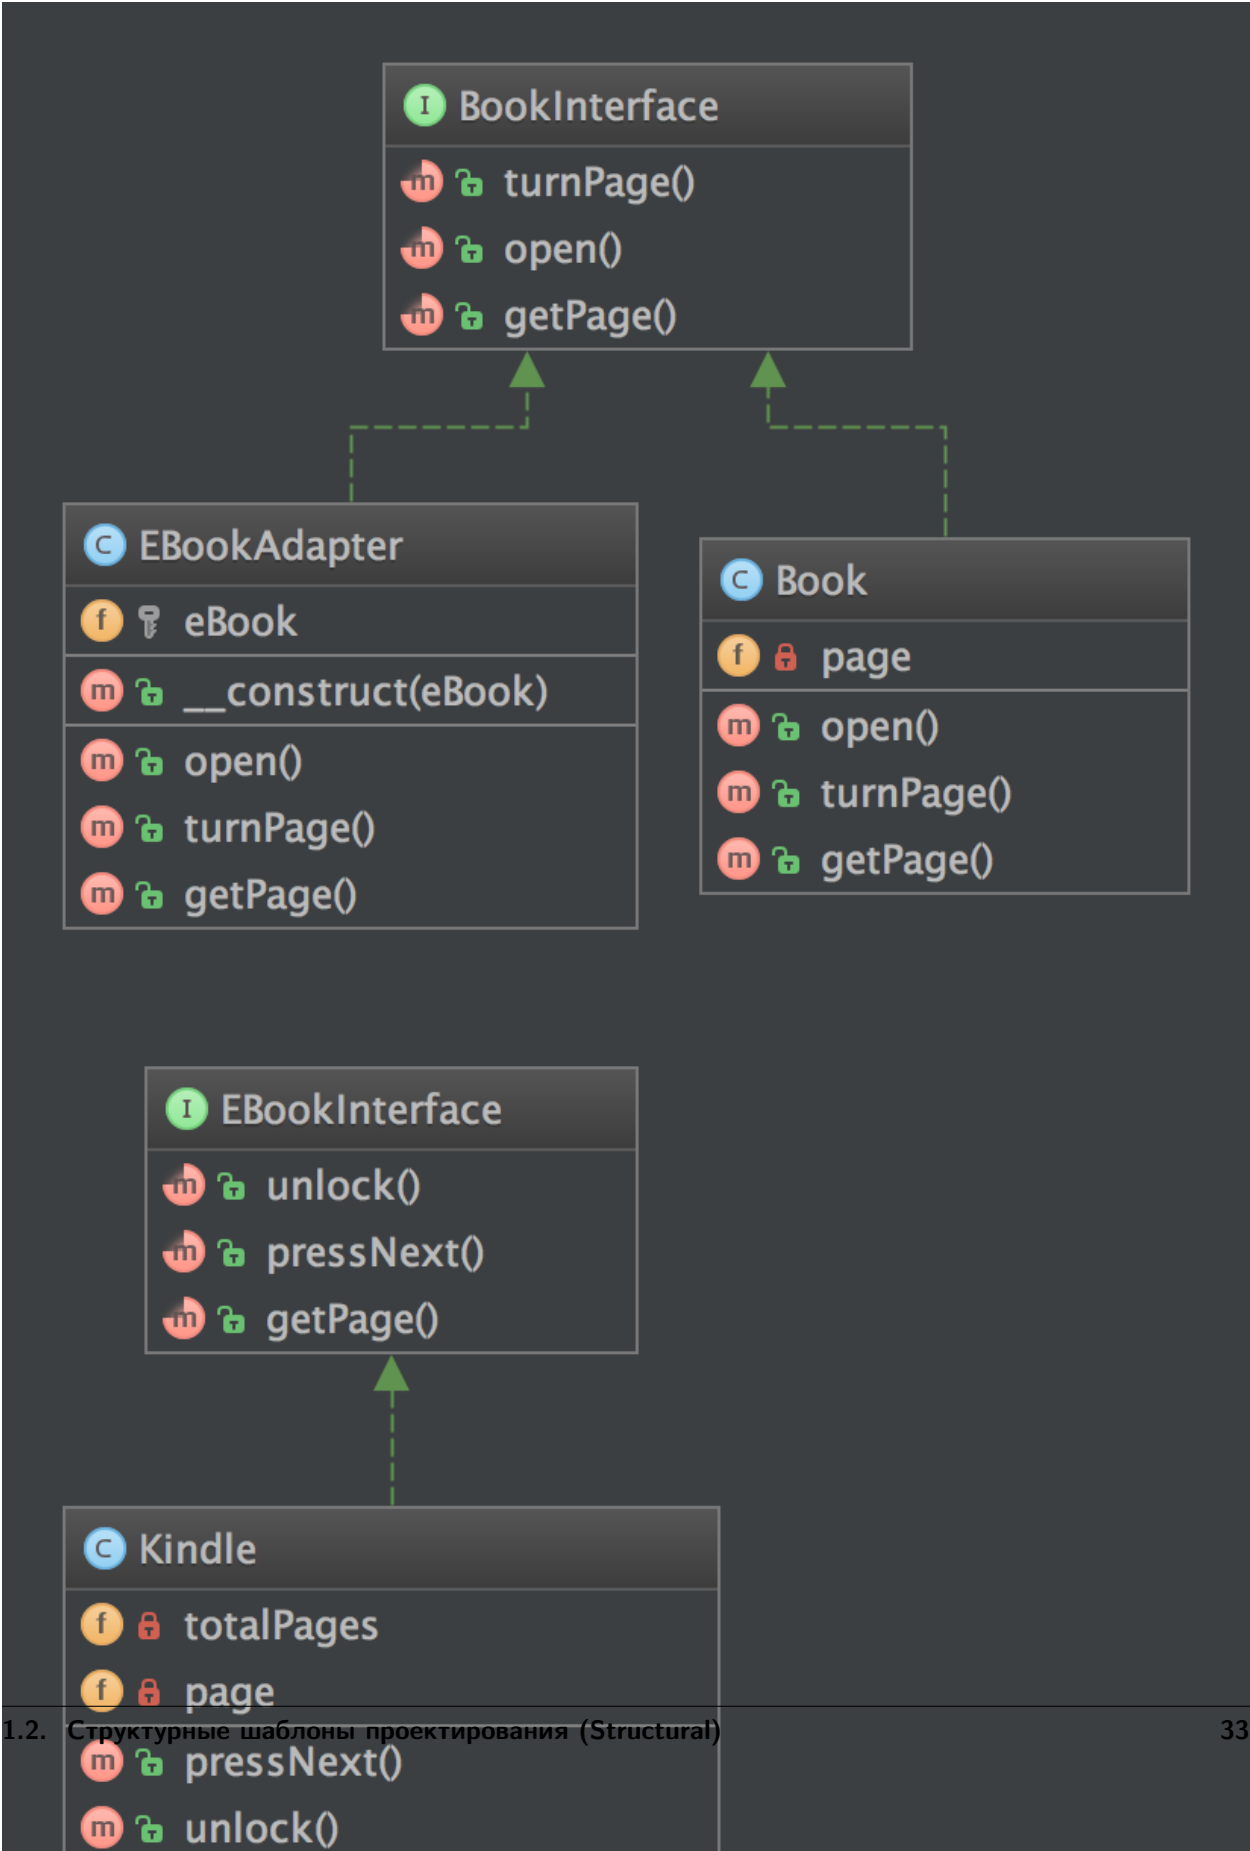 I BookInterface
m turnPage()
m open()
m getPage()
C EBookAdapter
f eBook
m __construct(eBook)
m open()
m turnPage()
m getPage()
C Book
f page
m open()
m turnPage()
m getPage()
I EBookInterface
m unlock()
m pressNext()
m getPage()
C Kindle
f totalPages
f page
1.2. Структурные шаблоны проектирования (Structural) 33
m pressNext()
m unlock()